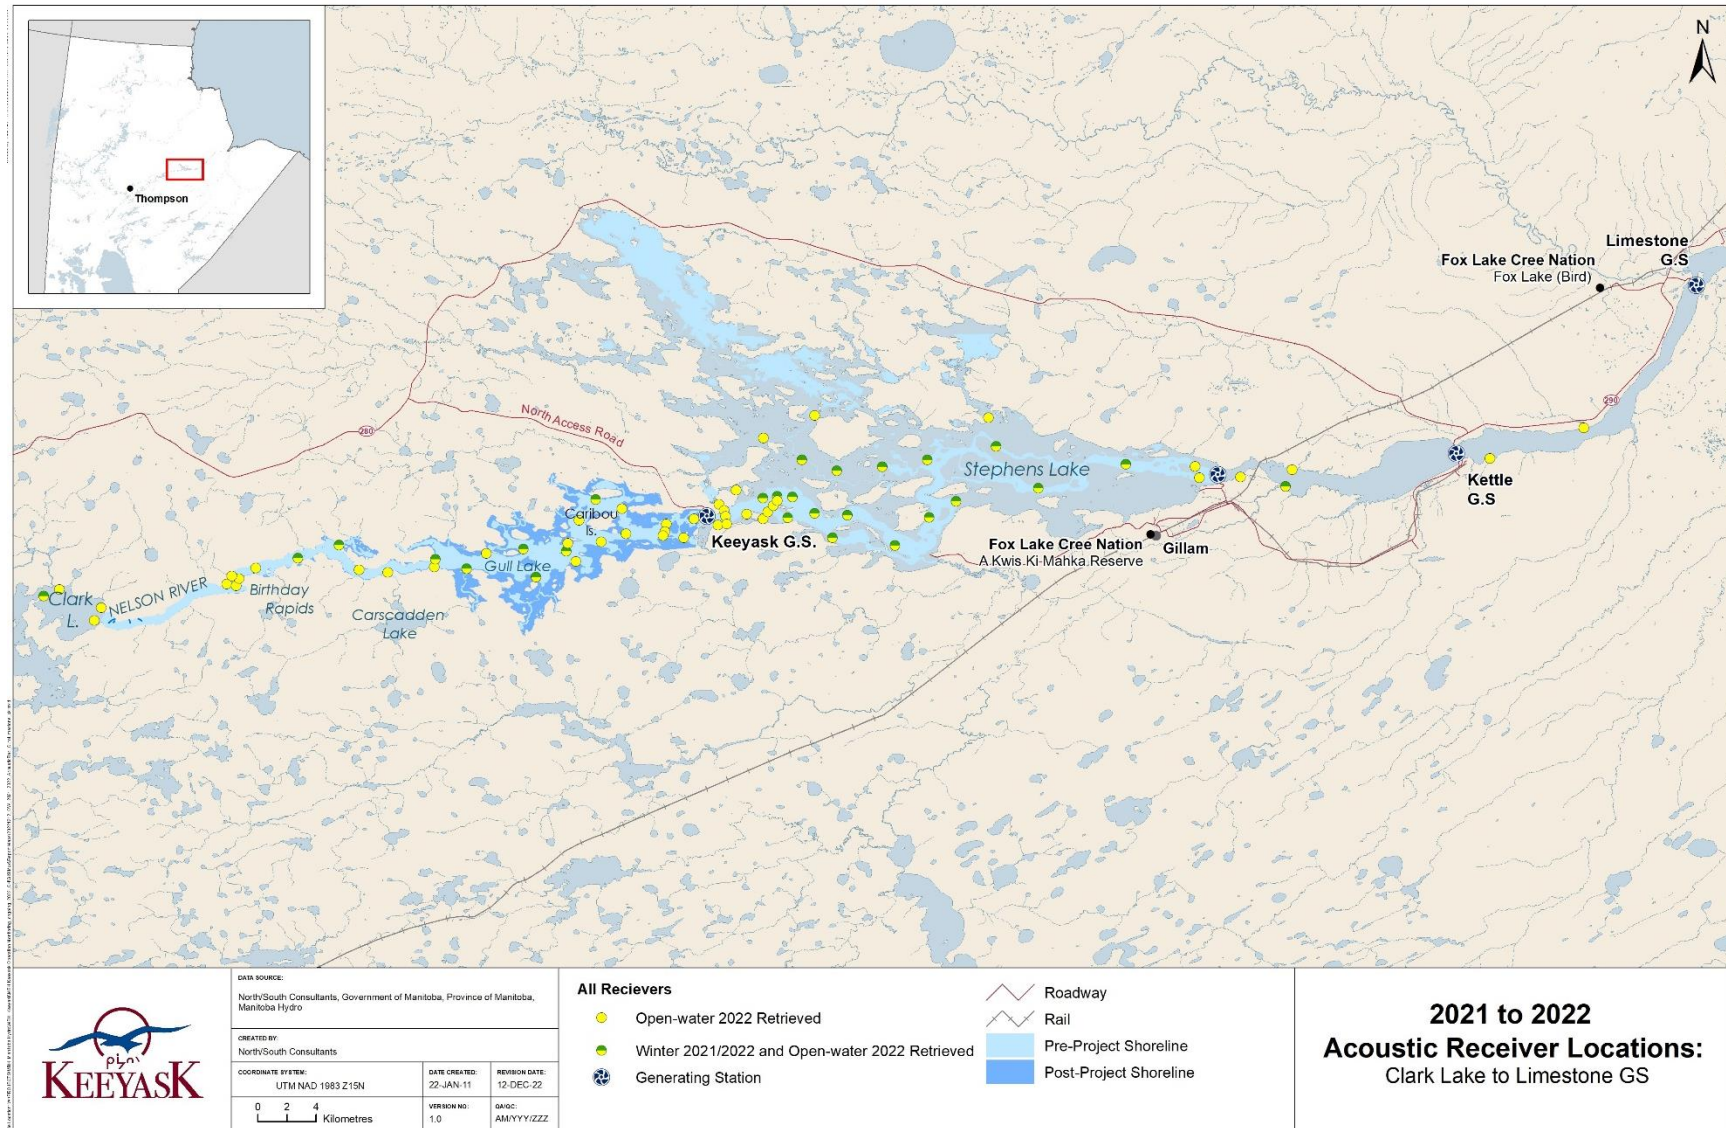 N
Thompson
Limestone
G.S
Fox Lake Cree Nation
Fox Lake (Bird)
290
280
North Access Road
Stephens Lake
Kettle
G.S
Caribou
Is.
Keeyask G.S.
Fox Lake Cree Nation
A Kwis Ki Mahka Reserve
Gillam
Gull Lake
Clark
L.
NELSON RIVER
Birthday
Rapids
Carscadden
Lake
KEEYASK
DATA SOURCE:
North/South Consultants, Government of Manitoba, Province of Manitoba,
Manitoba Hydro
CREATED BY:
North/South Consultants
COORDINATE SYSTEM:
UTM NAD 1983 Z15N
DATE CREATED:
22-JAN-11
REVISION DATE:
12-DEC-22
0 2 4
Kilometres
VERSION NO:
1.0
QA/QC:
AM/YYY/ZZZ
All Recievers
Open-water 2022 Retrieved
Winter 2021/2022 and Open-water 2022 Retrieved
Generating Station
Roadway
Rail
Pre-Project Shoreline
Post-Project Shoreline
2021 to 2022
Acoustic Receiver Locations:
Clark Lake to Limestone GS